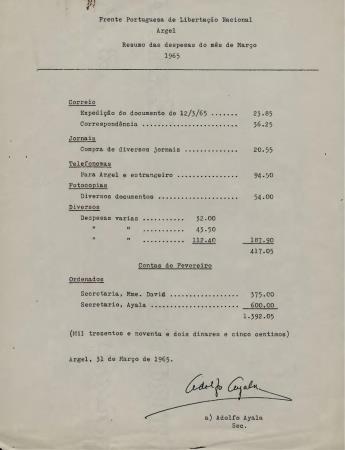 Frente Portuguesa de Libertação Nacional
Argel
Resumo das despesas do mês de Março
1965
Correio
Expedição do documento de 12/3/65 ....... 23.85
Correspondência .................... 36.25
Jornais
Compra de diversos jornais .............. 20.55
Telefonemas
Para Argel e estrangeiro ............... 94.50
Fotocopias
Diversos documentos .................. 54.00
Diversos
Despesas varias ........... 32.00
" " ........... 43.50
" " ........... 112.40 187.90
417.05
Contas de Fevereiro
Ordenados
Secretaria, Mme. David .................. 375.00
Secretario, Ayala .................. 600.00
1.392.05
(Mil trezentos e noventa e dois dinares e cinco centimos)
Argel, 31 de Março de 1965.
Adolfo Ayala
a) Adolfo Ayala
Sec.